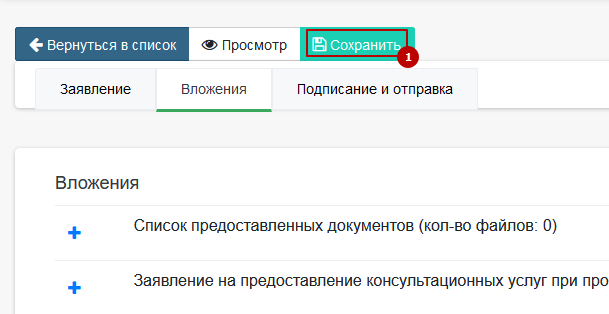 Вернуться в список Просмотр Сохранить
1
Заявление Вложения Подписание и отправка
Вложения
Список предоставленных документов (кол-во файлов: 0)
Заявление на предоставление консультационных услуг при про